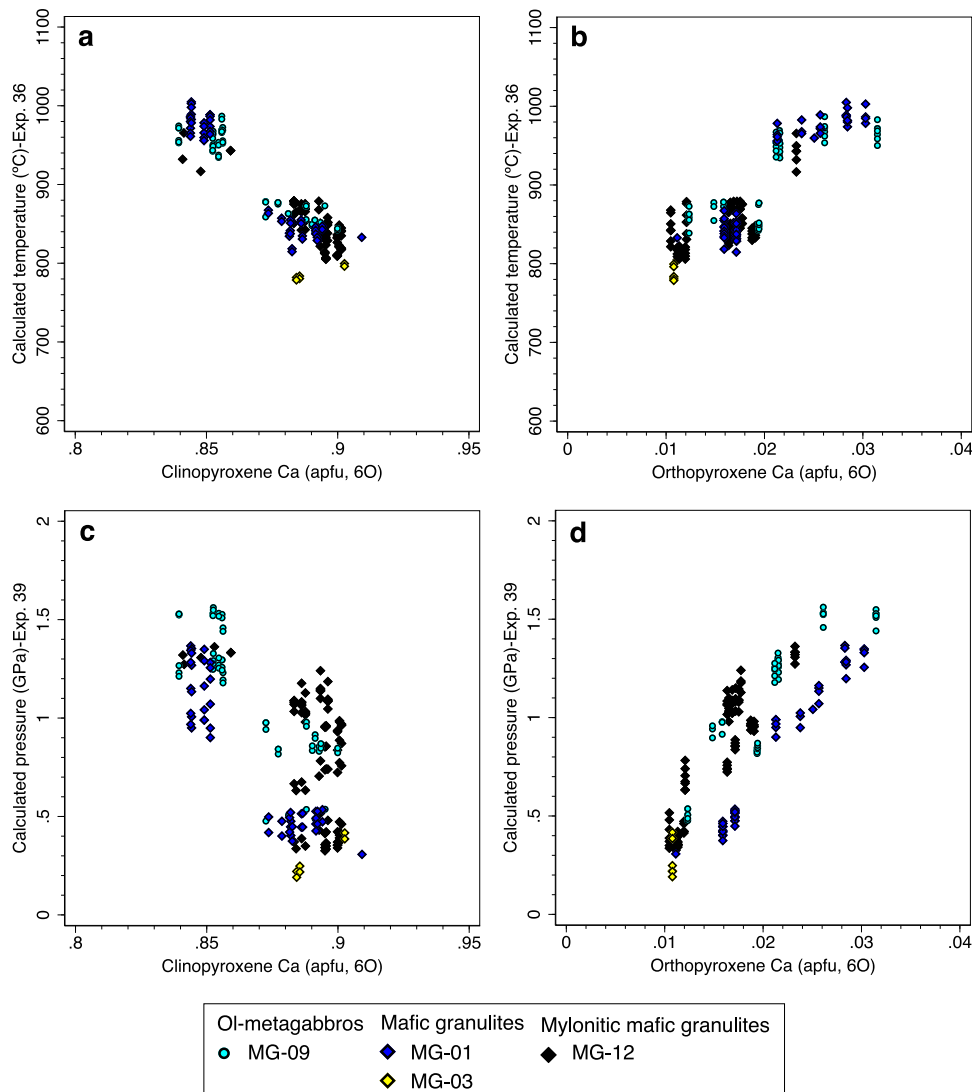 a
Calculated temperature (°C)-Exp. 36
1100
1000
900
800
700
600
.8
.85
.9
.95
Clinopyroxene Ca (apfu, 6O)
b
Calculated temperature (°C)-Exp. 36
1100
1000
900
800
700
600
0
.01
.02
.03
.04
Orthopyroxene Ca (apfu, 6O)
c
Calculated pressure (GPa)-Exp. 39
2
1.5
1
.5
0
.8
.85
.9
.95
Clinopyroxene Ca (apfu, 6O)
d
Calculated pressure (GPa)-Exp. 39
2
1.5
1
.5
0
0
.01
.02
.03
.04
Orthopyroxene Ca (apfu, 6O)
Ol-metagabbros Mafic granulites Mylonitic mafic granulites
MG-09 MG-01 MG-12
MG-03